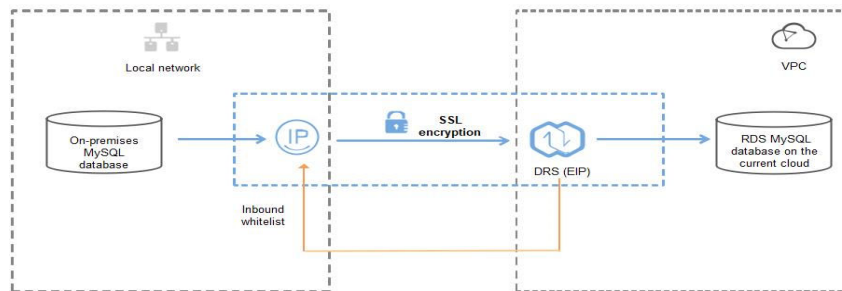 Local network
VPC
On-premises
MySQL
database
IP
SSL
encryption
DRS (EIP)
RDS MySQL
database on the
current cloud
Inbound
whitelist